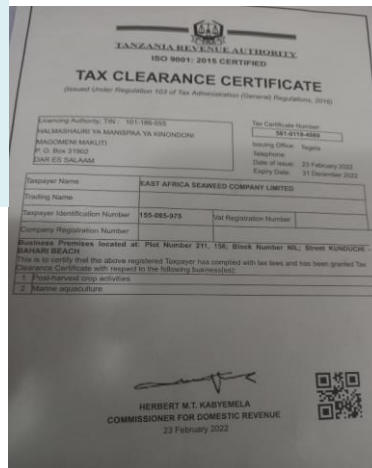 TANZANIA REVENUE AUTHORITY
ISO 9001: 2015 CERTIFIED
TAX CLEARANCE CERTIFICATE
(Issued Under Regulation 103 of Tax Administration (General) Regulations, 2016)
Licencing Authority; TIN : 101-186-055
HALMASHAURI YA MANISPAA YA KINONDONI
MAGOMENI MAKUTI
P. O. Box 31902
DAR ES SALAAM
Tax Certificate Number
Issuing Office: Tegeta
Telephone:
Date of issue: 23 February 2022
Expiry Date: 31 December 2022
Taxpayer Name EAST AFRICA SEAWEED COMPANY LIMITED
Trading Name
Taxpayer Identification Number 155-085-975 Vat Registration Number
Company Registration Number
Business Premises located at: Plot Number 211, 156; Block Number NIL; Street KUNDUCHI -
BAHARI BEACH
This is to certify that the above registered Taxpayer has complied with tax laws and has been granted Tax
Clearance Certificate with respect to the following business(es):
1 Post-harvest crop activities
2 Marine aquaculture
HERBERT M.T. KABYEMELA
COMMISSIONER FOR DOMESTIC REVENUE
23 February 2022